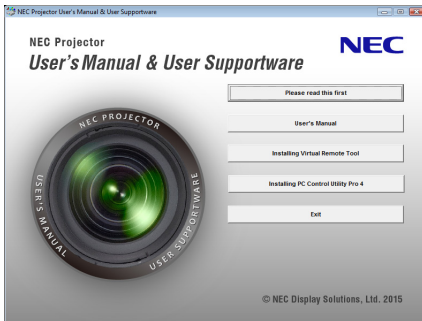 NEC Projector User's Manual & User Supportware
NEC Projector
NEC
User's Manual & User Supportware
Please read this first
User's Manual
Installing Virtual Remote Tool
Installing PC Control Utility Pro 4
Exit
NEC PROJECTOR
USER'S MANUAL
USER SUPPORTWARE
© NEC Display Solutions, Ltd. 2015